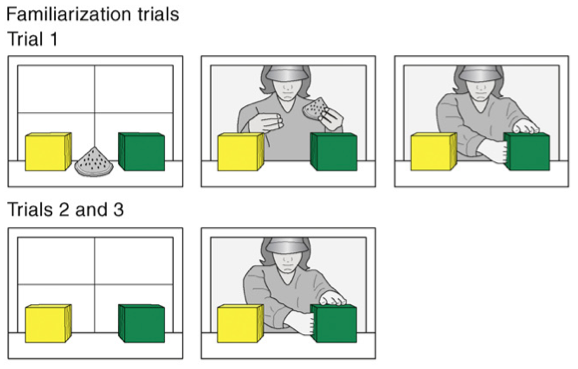 Familiarization trials
Trial 1
Trials 2 and 3